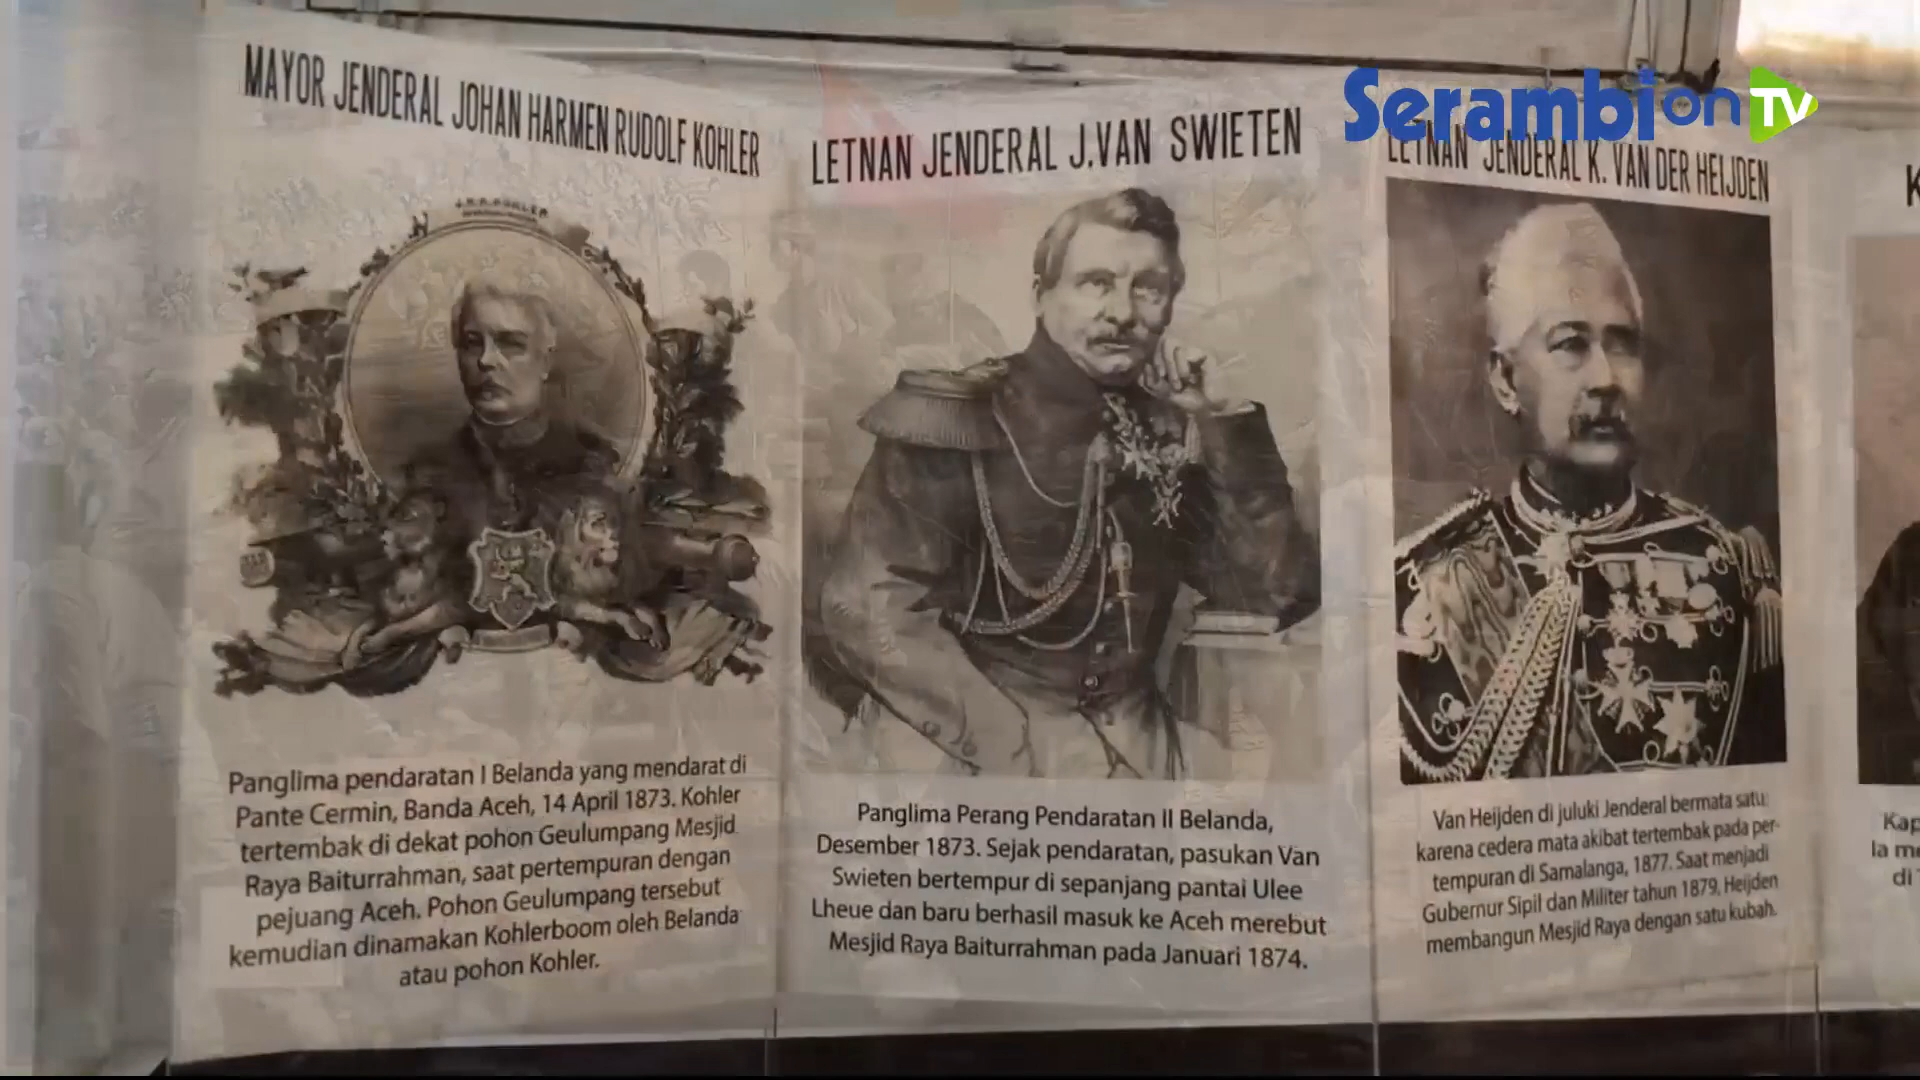 Serambi on TV
MAYOR JENDERAL JOHAN HARMEN RUDOLF KOHLER
Panglima pendaratan I Belanda yang mendarat di
Pante Cermin, Banda Aceh, 14 April 1873. Kohler
tertembak di dekat pohon Geulumpang Mesjid
Raya Baiturrahman, saat pertempuran dengan
pejuang Aceh. Pohon Geulumpang tersebut
kemudian dinamakan Kohlerboom oleh Belanda
atau pohon Kohler.
LETNAN JENDERAL J.VAN SWIETEN
Panglima Perang Pendaratan II Belanda,
Desember 1873. Sejak pendaratan, pasukan Van
Swieten bertempur di sepanjang pantai Ulee
Lheue dan baru berhasil masuk ke Aceh merebut
Mesjid Raya Baiturrahman pada Januari 1874.
LETNAN JENDERAL K. VAN DER HEIJDEN
Van Heijden di juluki Jenderal bermata satu
karena cedera mata akibat tertembak pada per-
tempuran di Samalanga, 1877. Saat menjadi
Gubernur Sipil dan Militer tahun 1879, Heijden
membangun Mesjid Raya dengan satu kubah.
K
Kap
la me
di